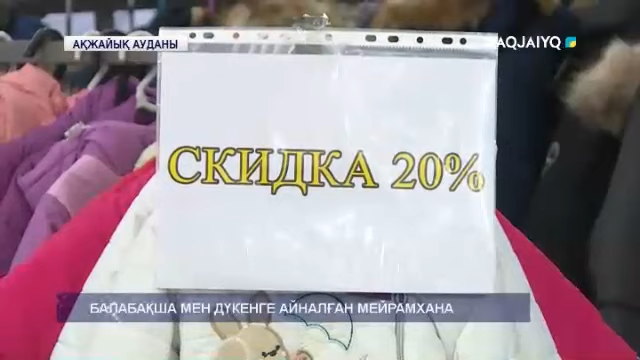 АҚЖАЙЫҚ АУДАНЫ
AQJAIYQ
СКИДКА 20%
БАЛАБАҚША МЕН ДҮКЕНГЕ АЙНАЛҒАН МЕЙРАМХАНА